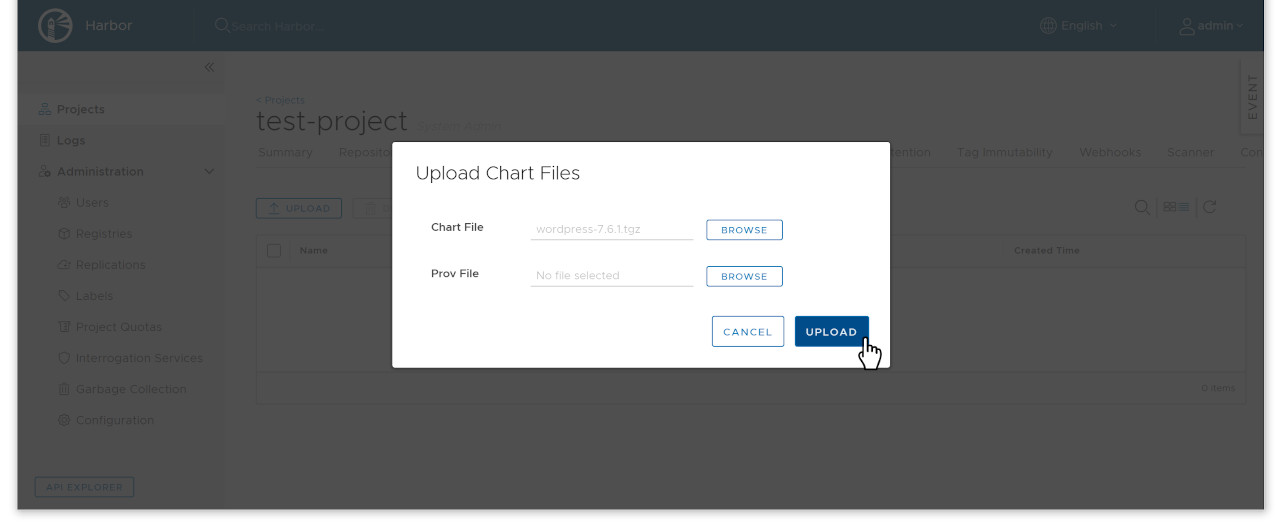 Harbor
Search Harbor...
English
admin
EVENT
Projects
Logs
Administration
Users
Registries
Replications
Labels
Project Quotas
Interrogation Services
Garbage Collection
Configuration
API EXPLORER
< Projects
test-project System Admin
Summary Reposito tention Tag Immutability Webhooks Scanner Con
UPLOAD
Name Created Time
0 items
Upload Chart Files
Chart File wordpress-7.6.1.tgz BROWSE
Prov File No file selected BROWSE
CANCEL UPLOAD